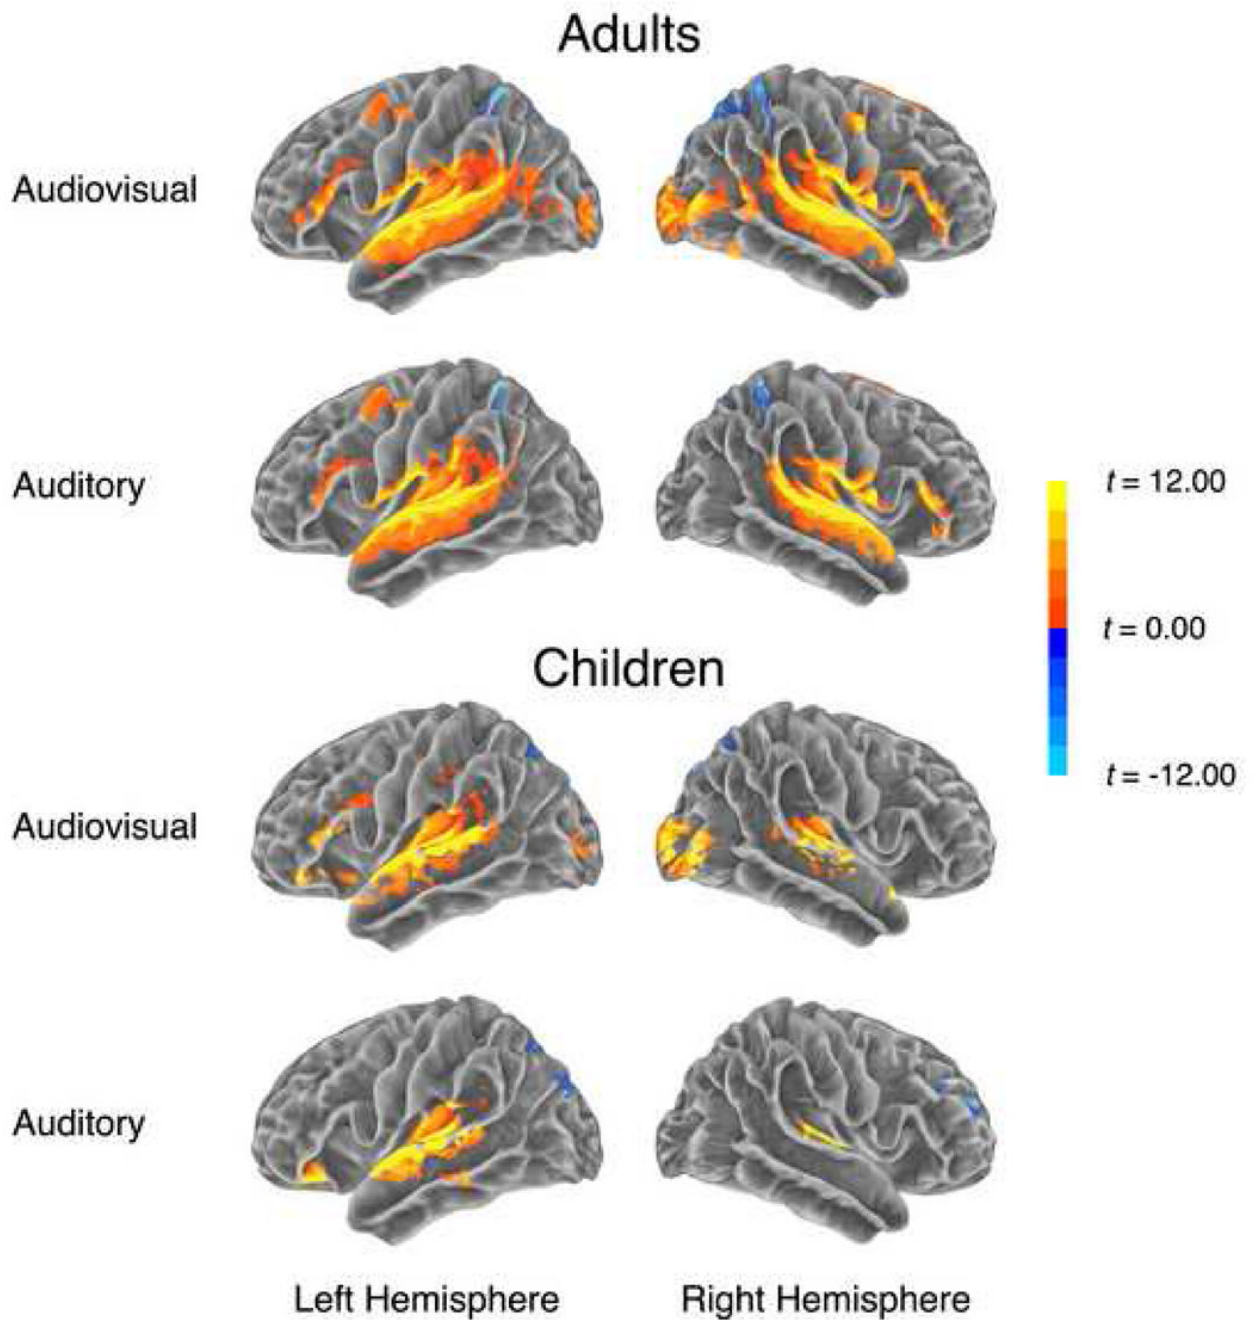 Adults
Audiovisual
Auditory
t = 12.00
t = 0.00
t = -12.00
Children
Audiovisual
Auditory
Left Hemisphere
Right Hemisphere